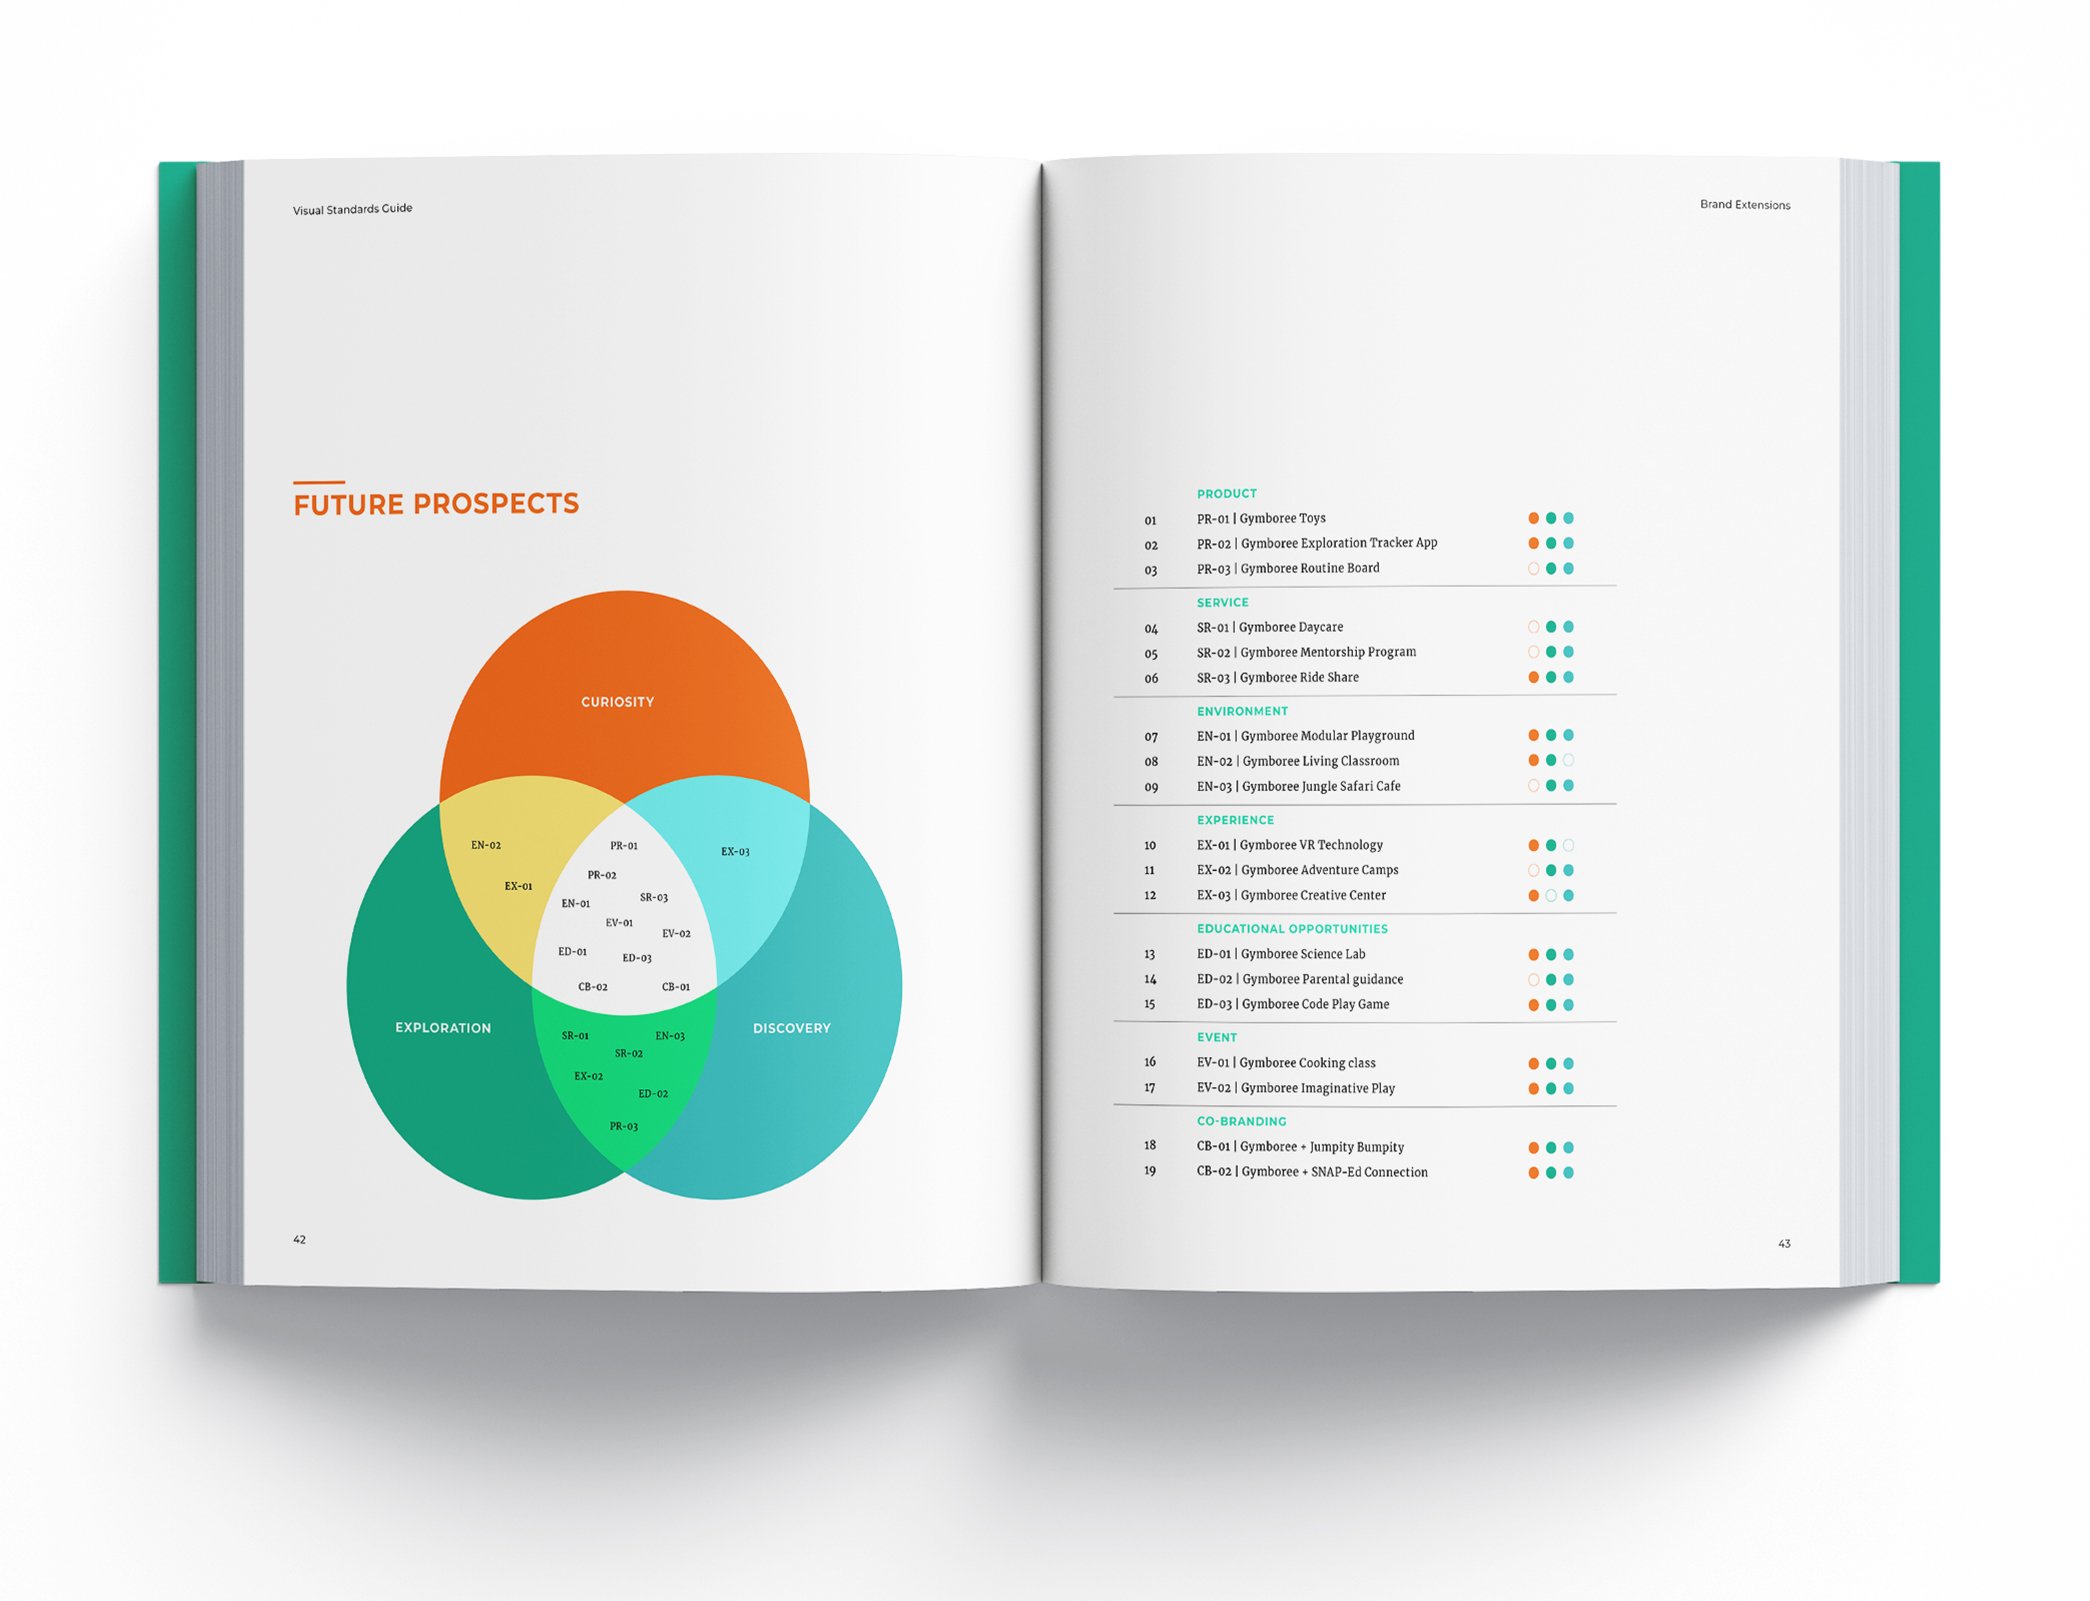 Visual Standards Guide
FUTURE PROSPECTS
CURIOSITY
EN-02
EX-01
PR-01
PR-02
SR-03
EN-01
EV-01
EV-02
ED-01
ED-03
CB-02
CB-01
EX-03
EXPLORATION
DISCOVERY
SR-01
EN-03
SR-02
EX-02
ED-02
PR-03
42
Brand Extensions
PRODUCT
01 PR-01 | Gymboree Toys
02 PR-02 | Gymboree Exploration Tracker App
03 PR-03 | Gymboree Routine Board
SERVICE
04 SR-01 | Gymboree Daycare
05 SR-02 | Gymboree Mentorship Program
06 SR-03 | Gymboree Ride Share
ENVIRONMENT
07 EN-01 | Gymboree Modular Playground
08 EN-02 | Gymboree Living Classroom
09 EN-03 | Gymboree Jungle Safari Cafe
EXPERIENCE
10 EX-01 | Gymboree VR Technology
11 EX-02 | Gymboree Adventure Camps
12 EX-03 | Gymboree Creative Center
EDUCATIONAL OPPORTUNITIES
13 ED-01 | Gymboree Science Lab
14 ED-02 | Gymboree Parental guidance
15 ED-03 | Gymboree Code Play Game
EVENT
16 EV-01 | Gymboree Cooking class
17 EV-02 | Gymboree Imaginative Play
CO-BRANDING
18 CB-01 | Gymboree + Jumpity Bumpity
19 CB-02 | Gymboree + SNAP-Ed Connection
43